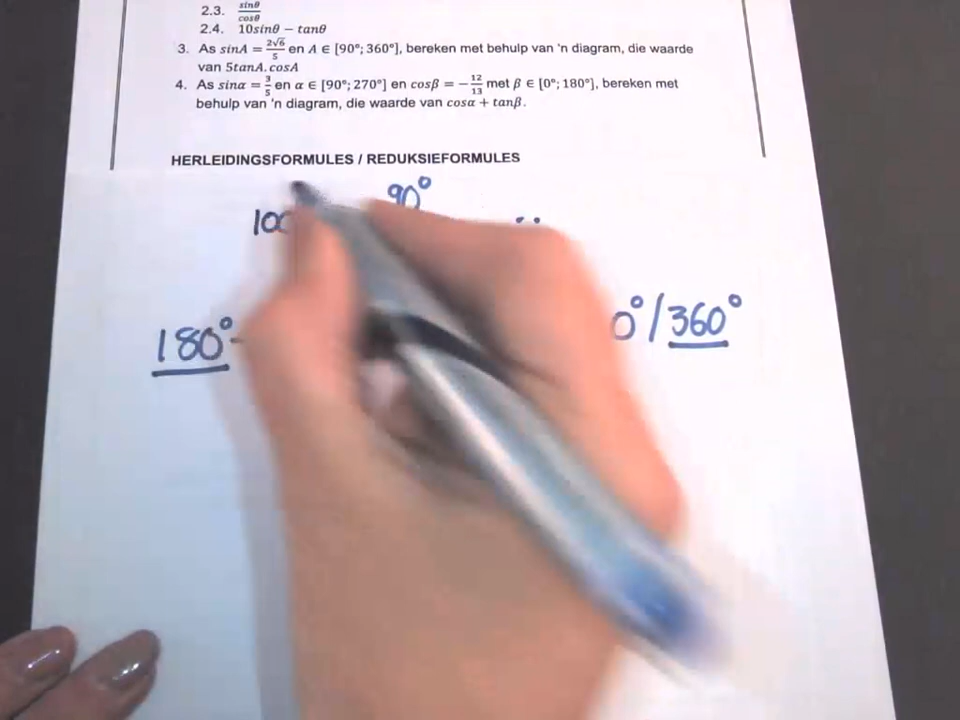 2.3. sinθ/cosθ
2.4. 10sinθ − tanθ
3. As sinA = 2√6/5 en A ∈ [90°; 360°], bereken met behulp van 'n diagram, die waarde
van 5tanA.cosA
4. As sinα = 3/5 en α ∈ [90°; 270°] en cosβ = −12/13 met β ∈ [0°; 180°], bereken met
behulp van 'n diagram, die waarde van cosα + tanβ.
HERLEIDINGSFORMULES / REDUKSIEFORMULES
90°
180°
0°/360°